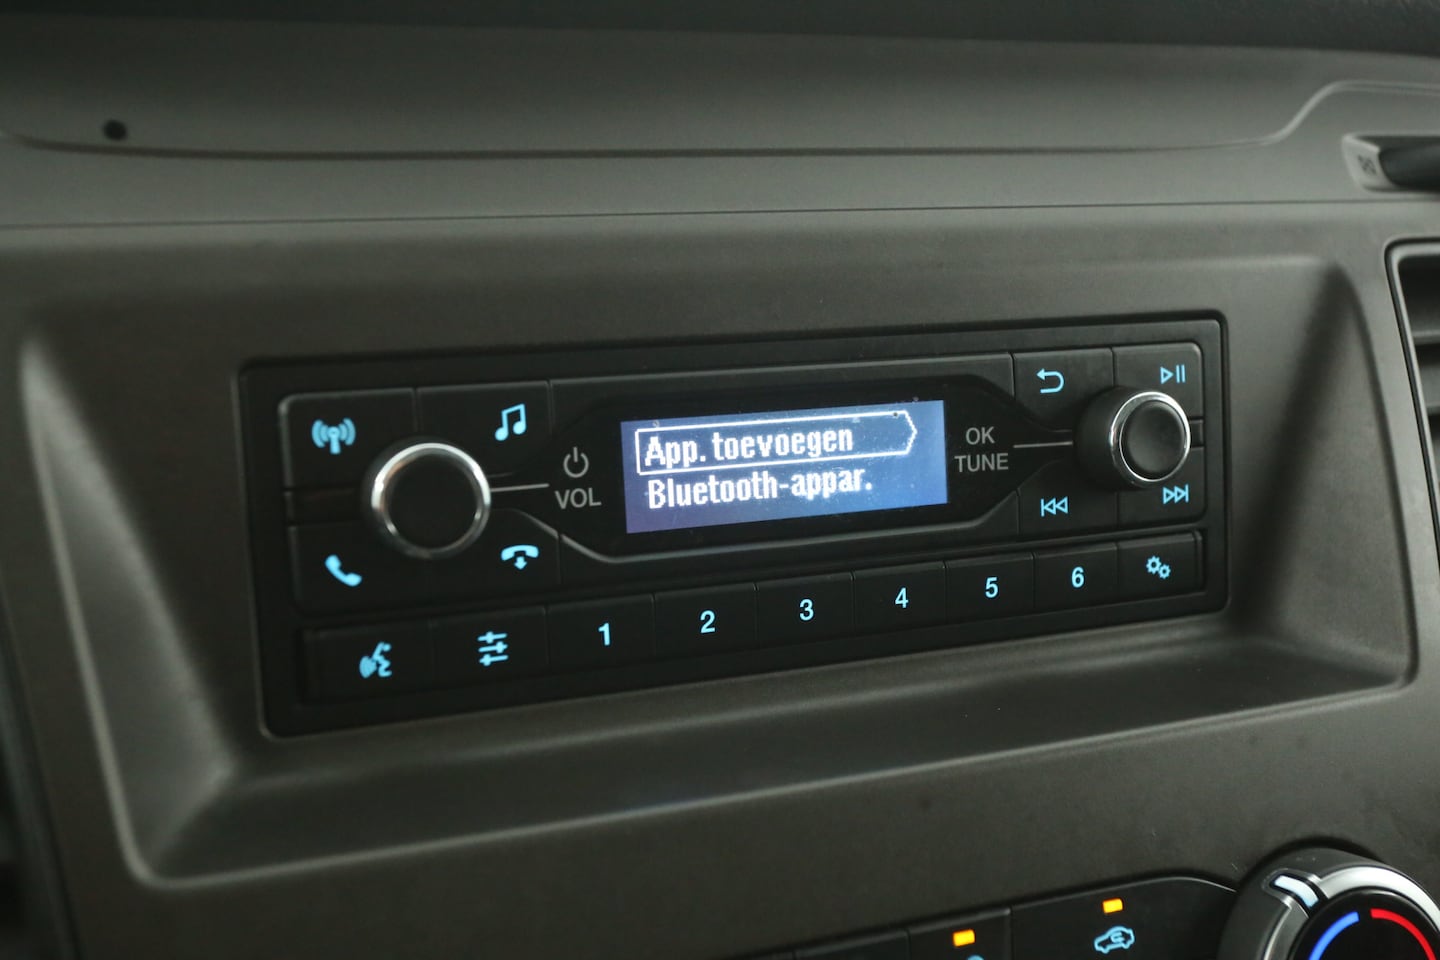 VOL
App. toevoegen
Bluetooth-appar.
OK
TUNE
1 2 3 4 5 6